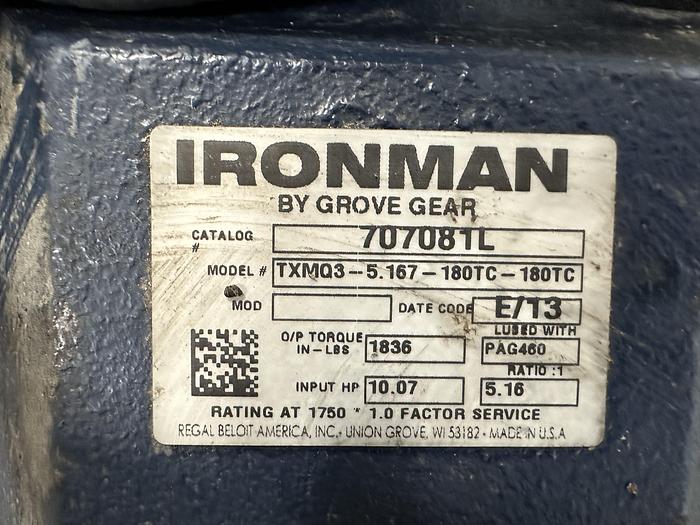 IRONMAN
BY GROVE GEAR
CATALOG # 707081L
MODEL # TXMQ3-5.167-180TC-180TC
MOD DATE CODE E/13
LUBED WITH
O/P TORQUE IN-LBS 1836 PAG460
RATIO :1
INPUT HP 10.07 5.16
RATING AT 1750 * 1.0 FACTOR SERVICE
REGAL BELOIT AMERICA, INC. • UNION GROVE, WI 53182 • MADE IN U.S.A